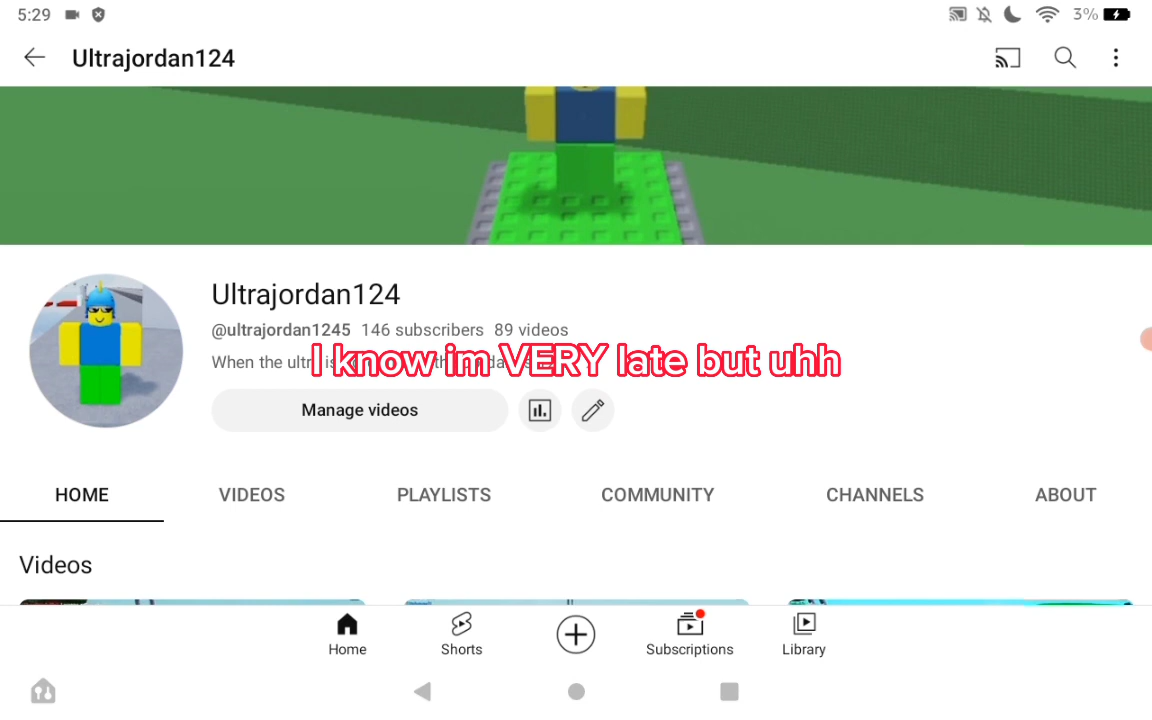 5:29
3%
Ultrajordan124
Ultrajordan124
@ultrajordan1245 146 subscribers 89 videos
When the ultr
I know im VERY late but uhh
Manage videos
HOME VIDEOS PLAYLISTS COMMUNITY CHANNELS ABOUT
Videos
Home Shorts Subscriptions Library